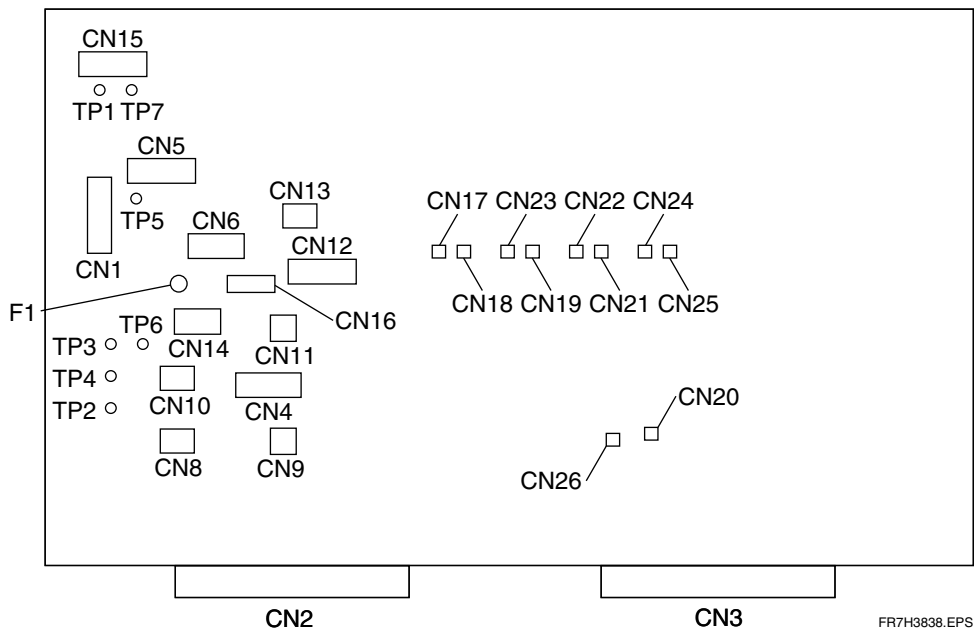 CN15
TP1 TP7
CN5
TP5
CN1
CN13
CN6
CN12
CN17 CN23 CN22 CN24
CN18 CN19 CN21 CN25
F1
CN16
TP6
TP3
CN14
CN11
TP4
CN10
CN4
TP2
CN8
CN9
CN20
CN26
CN2
CN3
FR7H3838.EPS